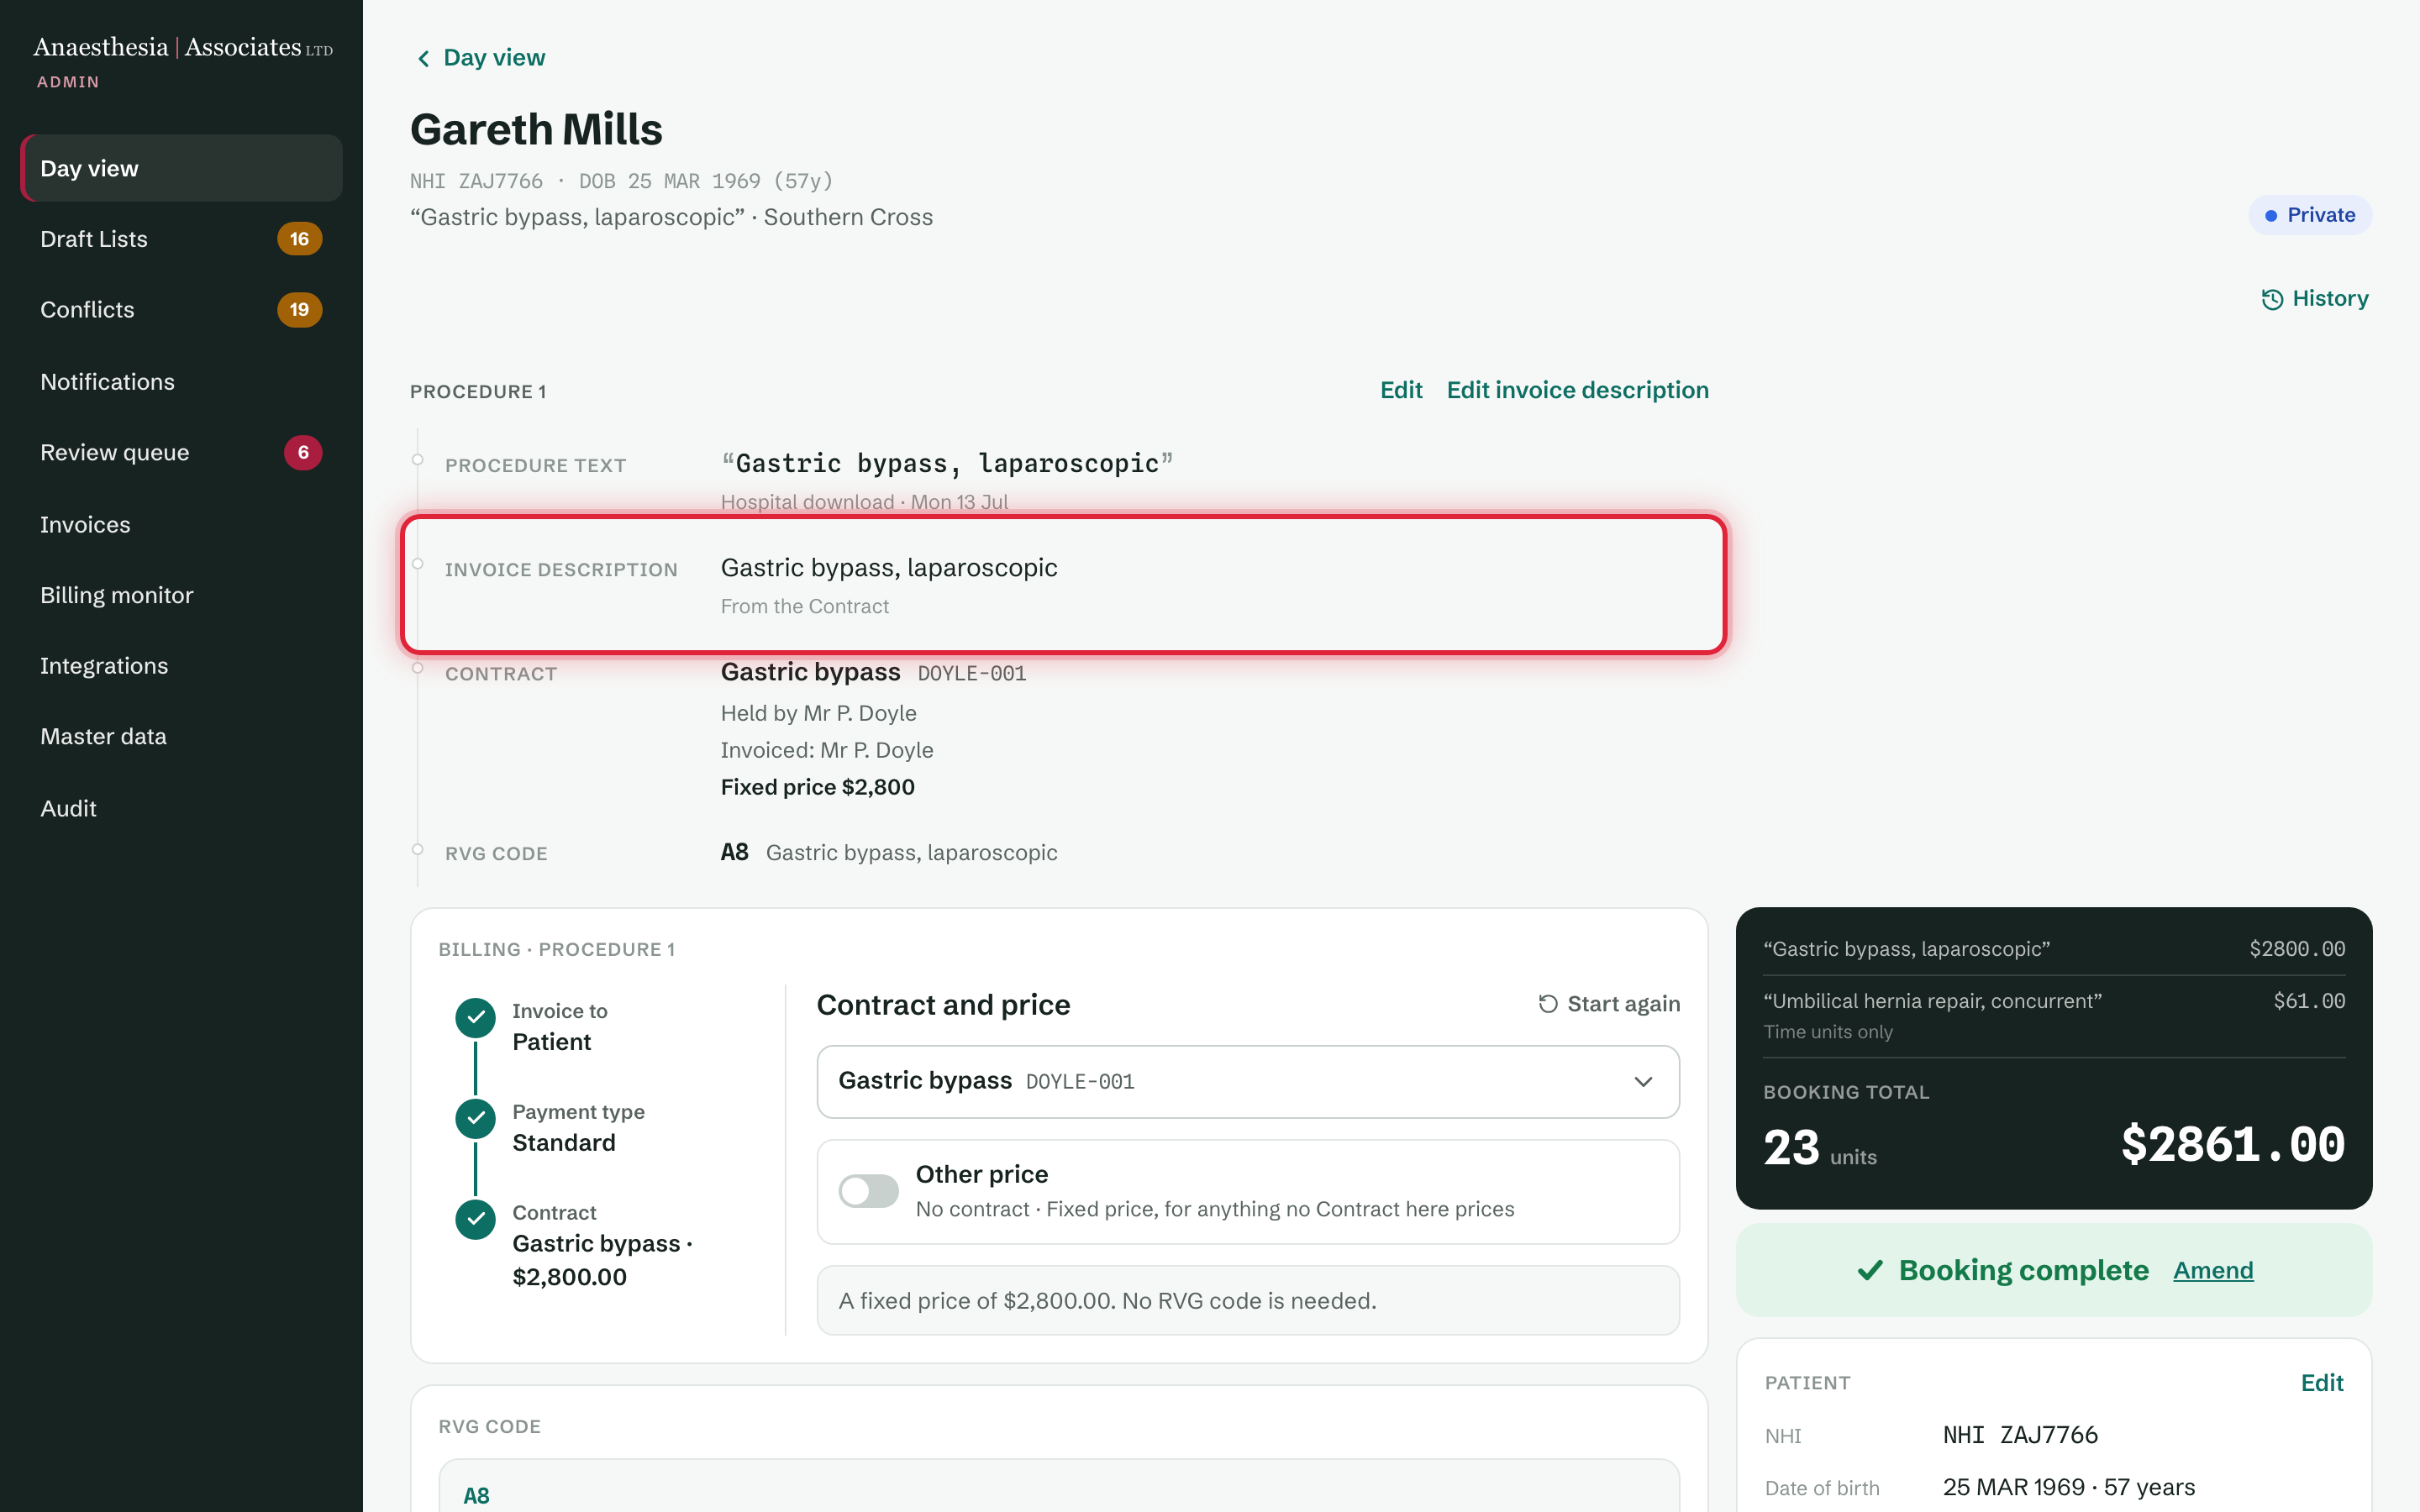 Anaesthesia | Associates LTD
ADMIN
Day view
Draft Lists 16
Conflicts 19
Notifications
Review queue 6
Invoices
Billing monitor
Integrations
Master data
Audit
Day view
Gareth Mills
NHI ZAJ7766 · DOB 25 MAR 1969 (57y)
“Gastric bypass, laparoscopic” · Southern Cross
Private
History
PROCEDURE 1 Edit Edit invoice description
PROCEDURE TEXT “Gastric bypass, laparoscopic”
Hospital download · Mon 13 Jul
INVOICE DESCRIPTION Gastric bypass, laparoscopic
From the Contract
CONTRACT Gastric bypass DOYLE-001
Held by Mr P. Doyle
Invoiced: Mr P. Doyle
Fixed price $2,800
RVG CODE A8 Gastric bypass, laparoscopic
BILLING · PROCEDURE 1
Invoice to
Patient
Payment type
Standard
Contract
Gastric bypass ·
$2,800.00
Contract and price Start again
Gastric bypass DOYLE-001
Other price
No contract · Fixed price, for anything no Contract here prices
A fixed price of $2,800.00. No RVG code is needed.
RVG CODE
A8
“Gastric bypass, laparoscopic” $2800.00
“Umbilical hernia repair, concurrent” $61.00
Time units only
BOOKING TOTAL
23 units $2861.00
Booking complete Amend
PATIENT Edit
NHI NHI ZAJ7766
Date of birth 25 MAR 1969 · 57 years